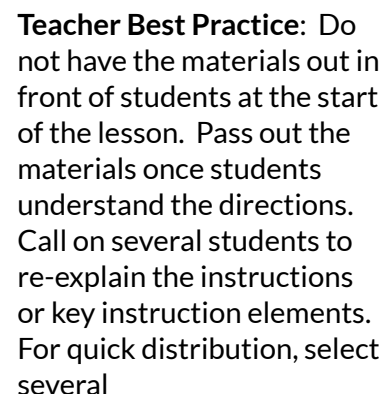 Teacher Best Practice:  Do
not have the materials out in
front of students at the start
of the lesson.  Pass out the
materials once students
understand the directions.
Call on several students to
re-explain the instructions
or key instruction elements.
For quick distribution, select
several